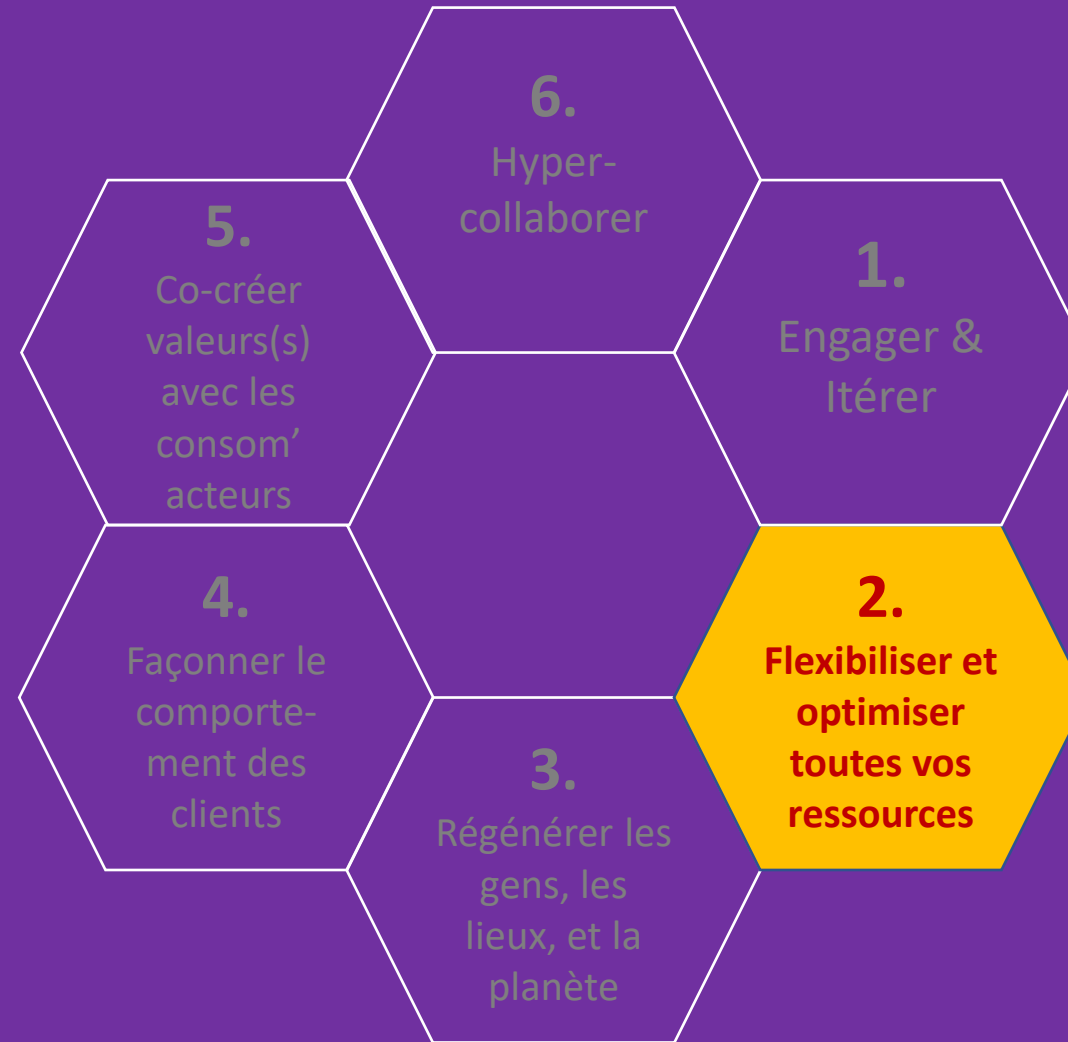 6.
Hyper-
collaborer
5.
Co-créer
valeurs(s)
avec les
consom’
acteurs
1.
Engager &
Itérer
4.
Façonner le
comporte-
ment des
clients
2.
Flexibiliser et
optimiser
toutes vos
ressources
3.
Régénérer les
gens, les
lieux, et la
planète